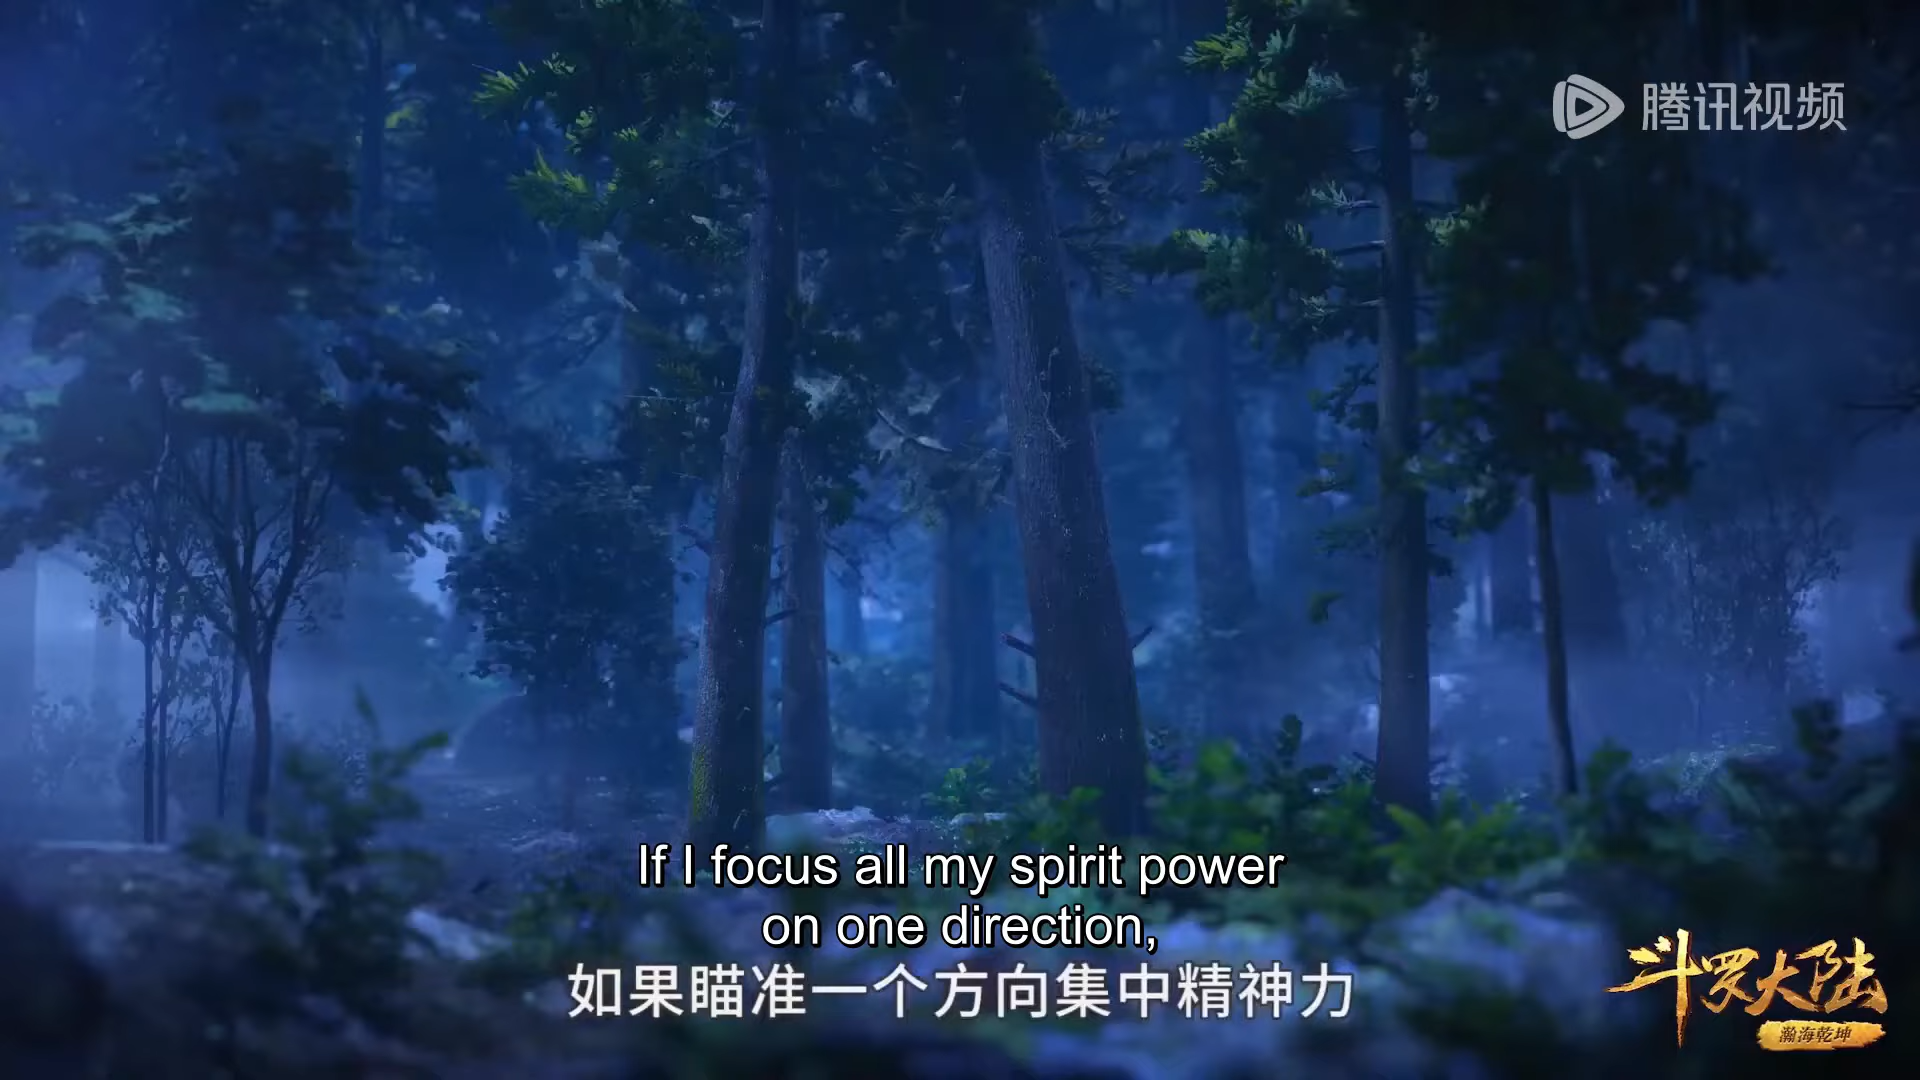 腾讯视频
If I focus all my spirit power
on one direction,
如果瞄准一个方向集中精神力
斗罗大陆
瀚海乾坤